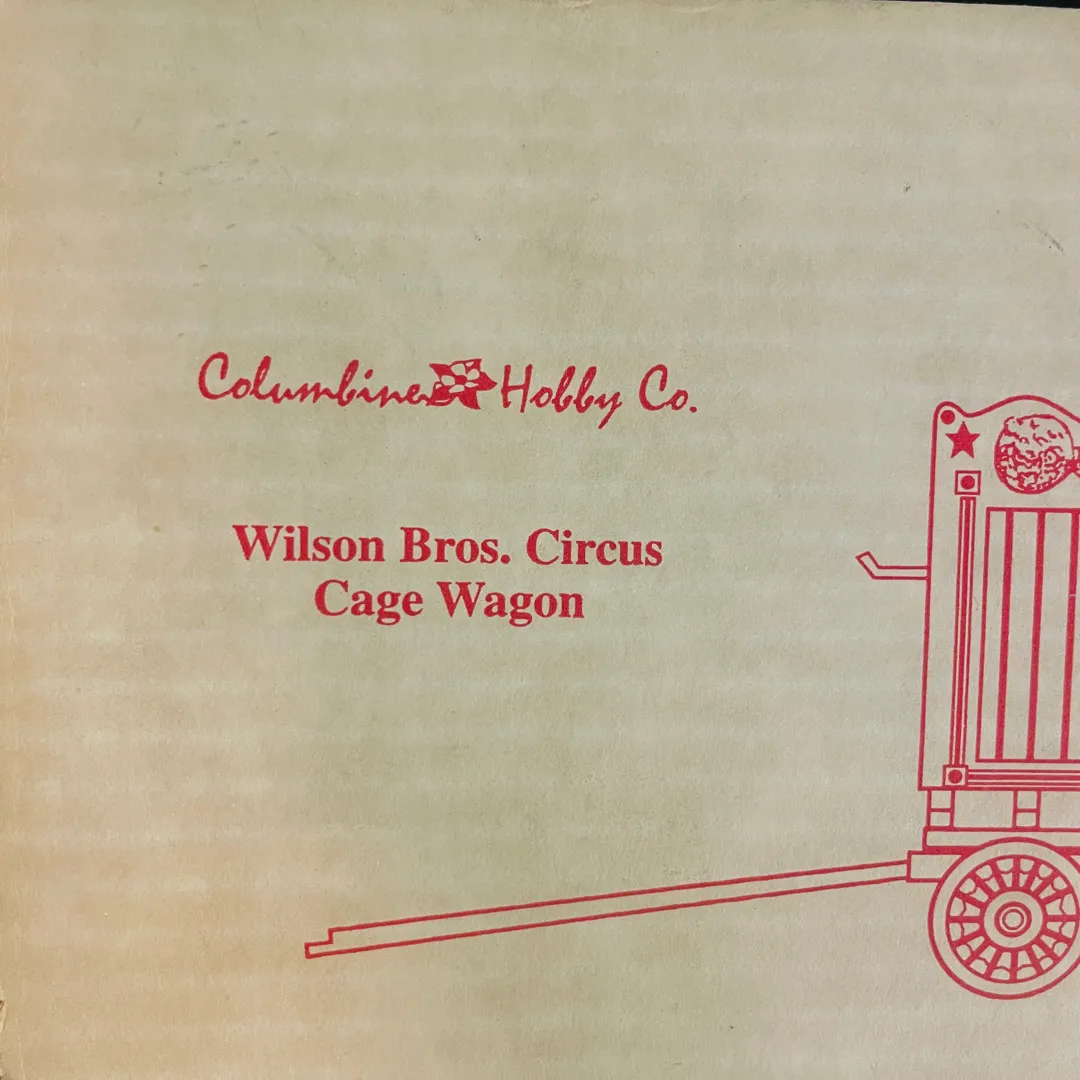 Columbine Hobby Co.
Wilson Bros. Circus
Cage Wagon